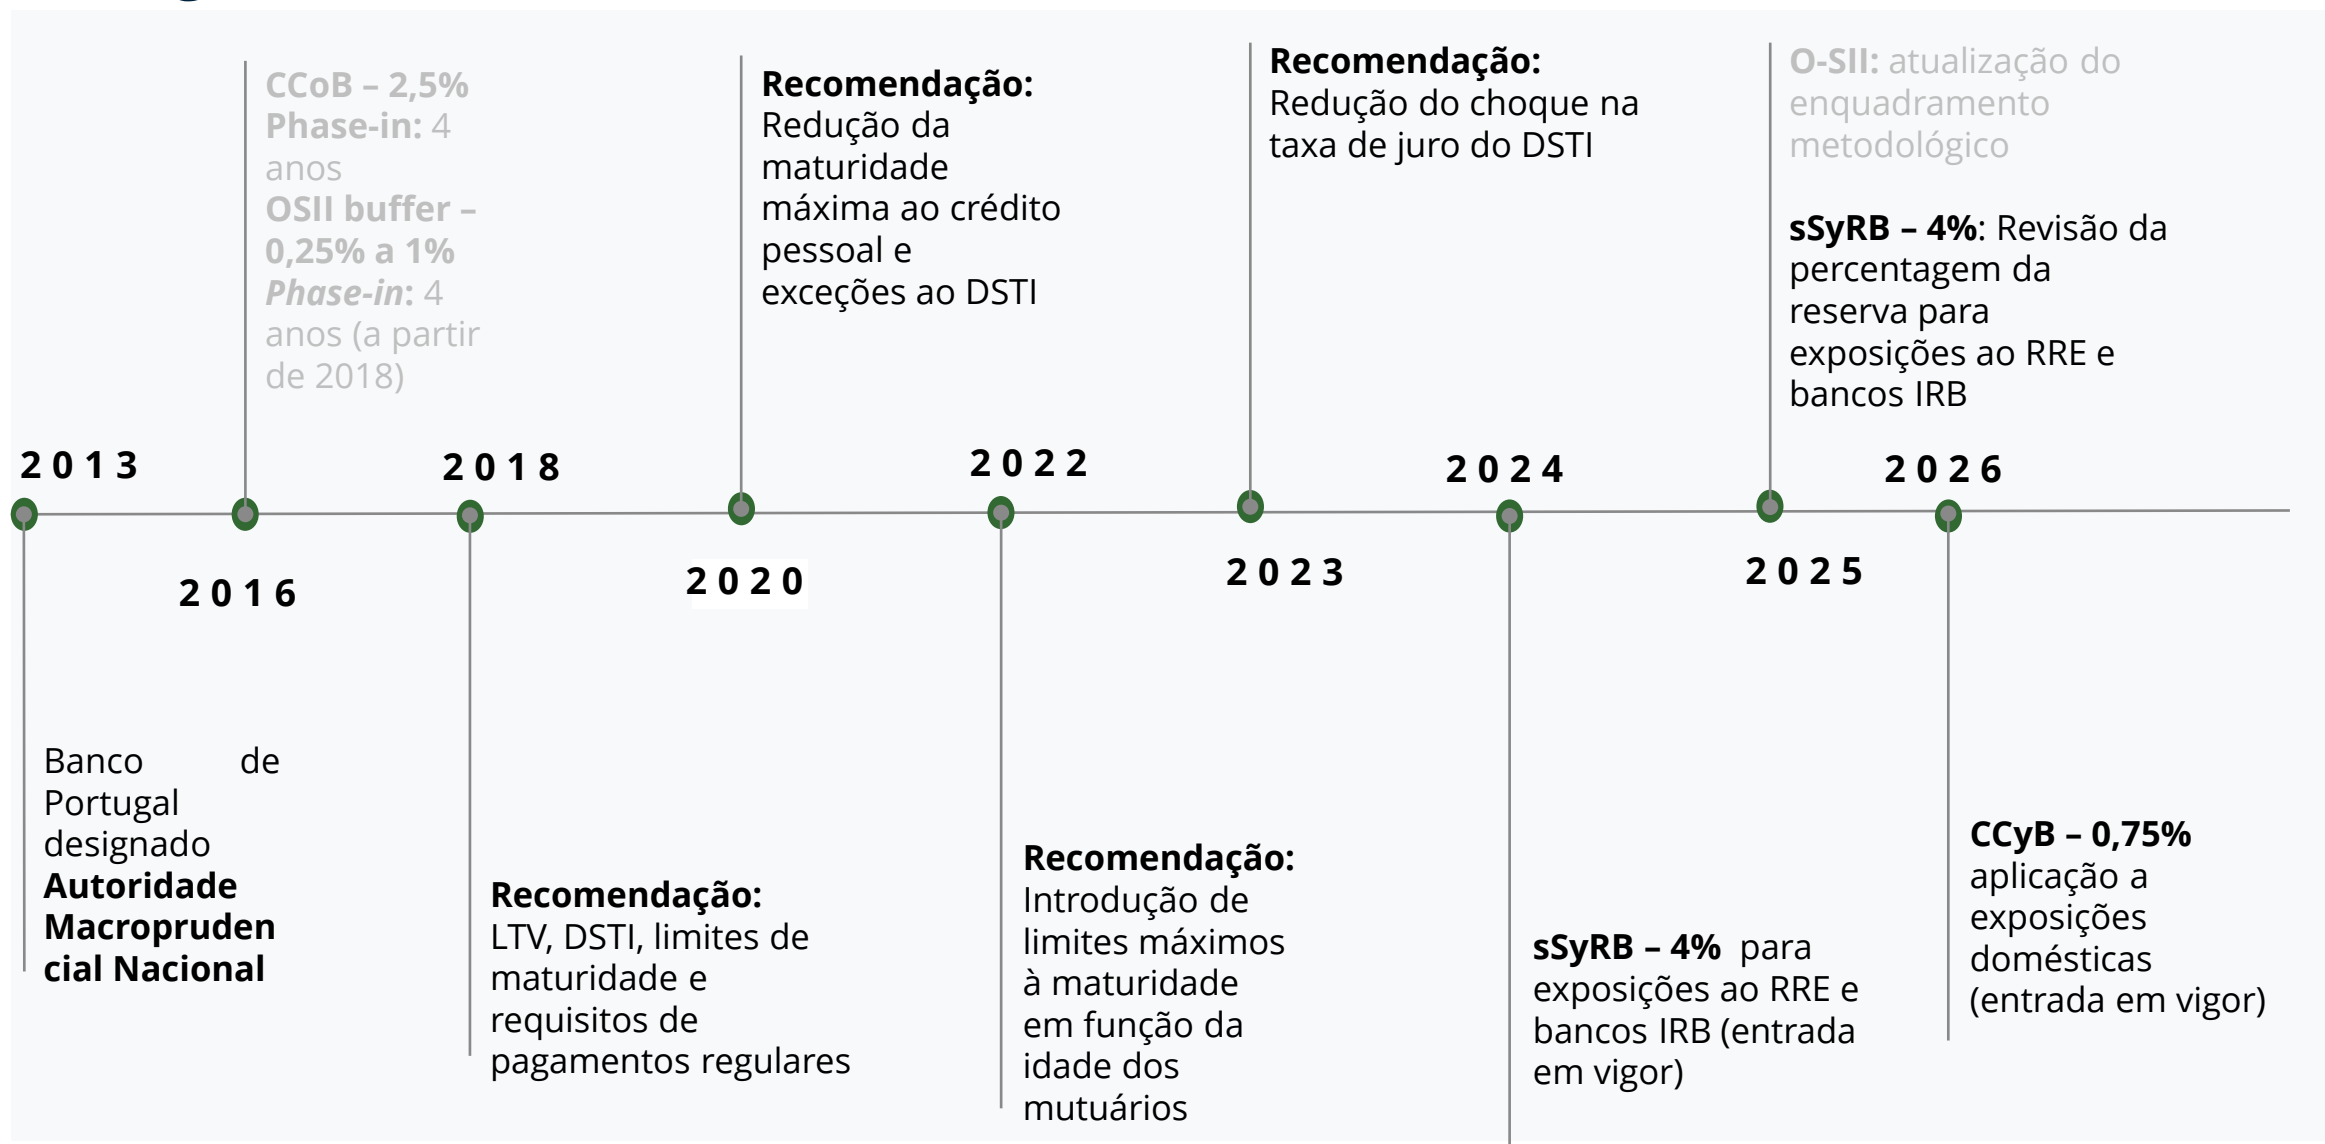 2013
Banco de
Portugal
designado
Autoridade
Macropruden
cial Nacional
CCoB – 2,5%
Phase-in: 4
anos
OSII buffer –
0,25% a 1%
Phase-in: 4
anos (a partir
de 2018)
2016
2018
Recomendação:
LTV, DSTI, limites de
maturidade e
requisitos de
pagamentos regulares
Recomendação:
Redução da
maturidade
máxima ao crédito
pessoal e
exceções ao DSTI
2020
2022
Recomendação:
Introdução de
limites máximos
à maturidade
em função da
idade dos
mutuários
Recomendação:
Redução do choque na
taxa de juro do DSTI
2023
2024
sSyRB – 4% para
exposições ao RRE e
bancos IRB (entrada
em vigor)
O-SII: atualização do
enquadramento
metodológico
sSyRB – 4%: Revisão da
percentagem da
reserva para
exposições ao RRE e
bancos IRB
2025
2026
CCyB – 0,75%
aplicação a
exposições
domésticas
(entrada em vigor)